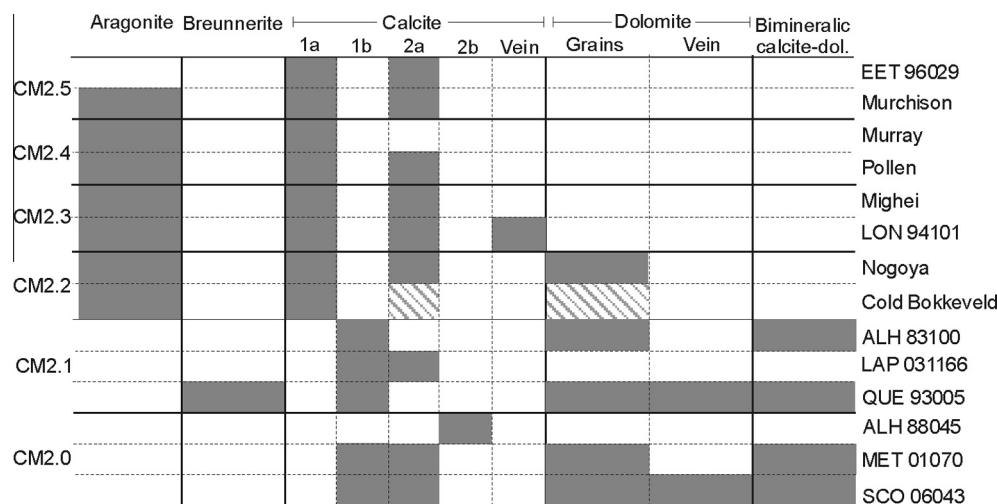 Aragonite Breunnerite Calcite Dolomite Bimineralic
1a 1b 2a 2b Vein Grains Vein calcite-dol.
EET 96029
CM2.5
Murchison
Murray
CM2.4
Pollen
Mighei
CM2.3
LON 94101
Nogoya
CM2.2
Cold Bokkeveld
ALH 83100
CM2.1 LAP 031166
QUE 93005
ALH 88045
CM2.0 MET 01070
SCO 06043